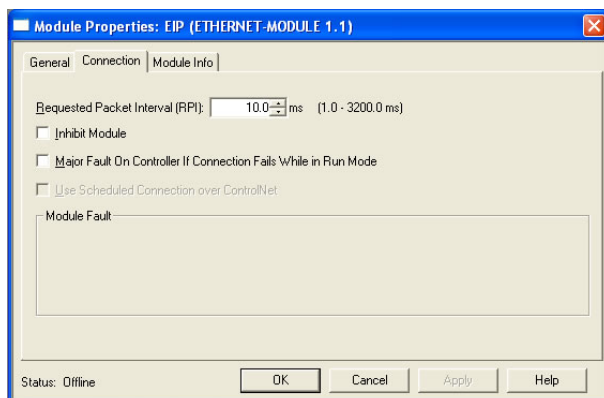 Module Properties: EIP (ETHERNET-MODULE 1.1)
General Connection Module Info
Requested Packet Interval (RPI): 10.0 ms (1.0 - 3200.0 ms)
Inhibit Module
Major Fault On Controller If Connection Fails While in Run Mode
Use Scheduled Connection over ControlNet
Module Fault
Status: Offline OK Cancel Apply Help